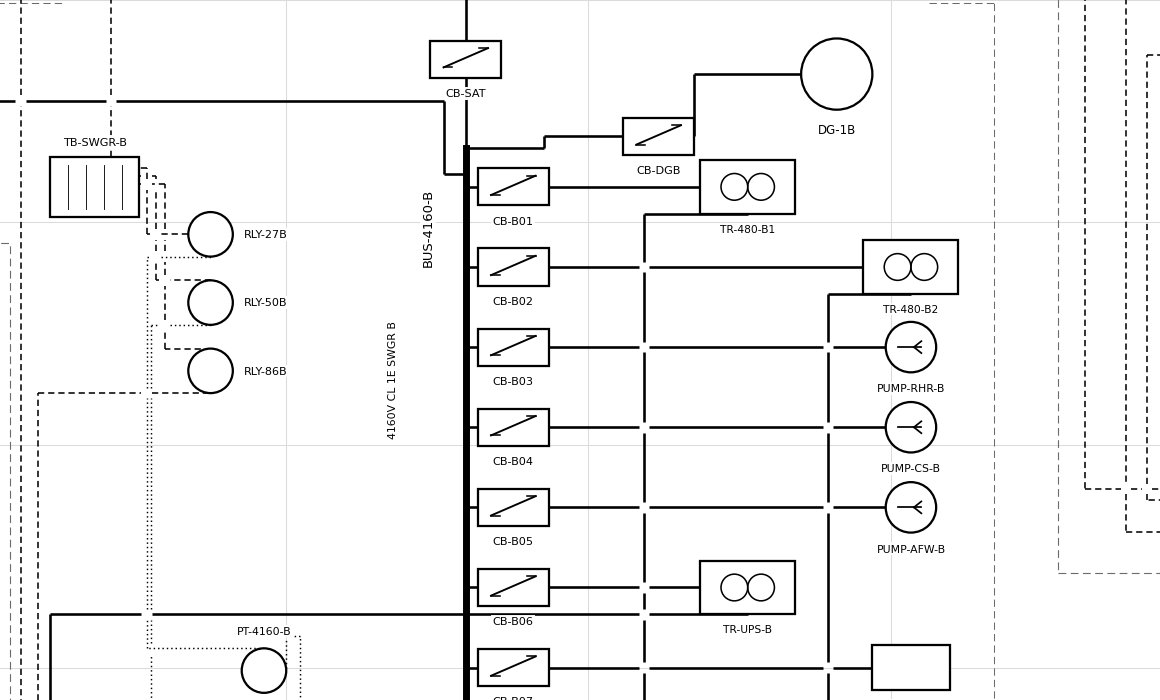 CB-SAT
DG-1B
TB-SWGR-B
CB-DGB
BUS-4160-B
CB-B01
TR-480-B1
RLY-27B
RLY-50B
CB-B02
TR-480-B2
4160V CL 1E SWGR B
RLY-86B
CB-B03
PUMP-RHR-B
CB-B04
PUMP-CS-B
CB-B05
PUMP-AFW-B
CB-B06
PT-4160-B
TR-UPS-B
CB-B07